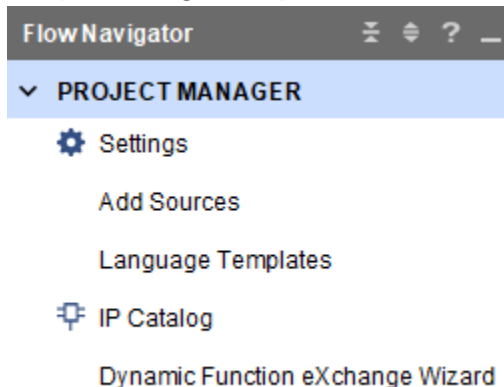 Flow Navigator ?
PROJECT MANAGER
Settings
Add Sources
Language Templates
IP Catalog
Dynamic Function eXchange Wizard